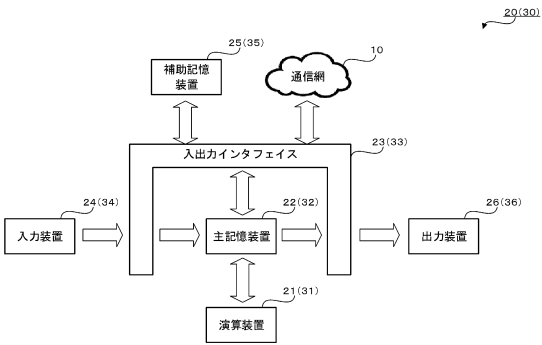 20(30)
25(35)
補助記憶
装置
10
通信網
23(33)
入出力インタフェイス
24(34)
入力装置
22(32)
主記憶装置
26(36)
出力装置
21(31)
演算装置